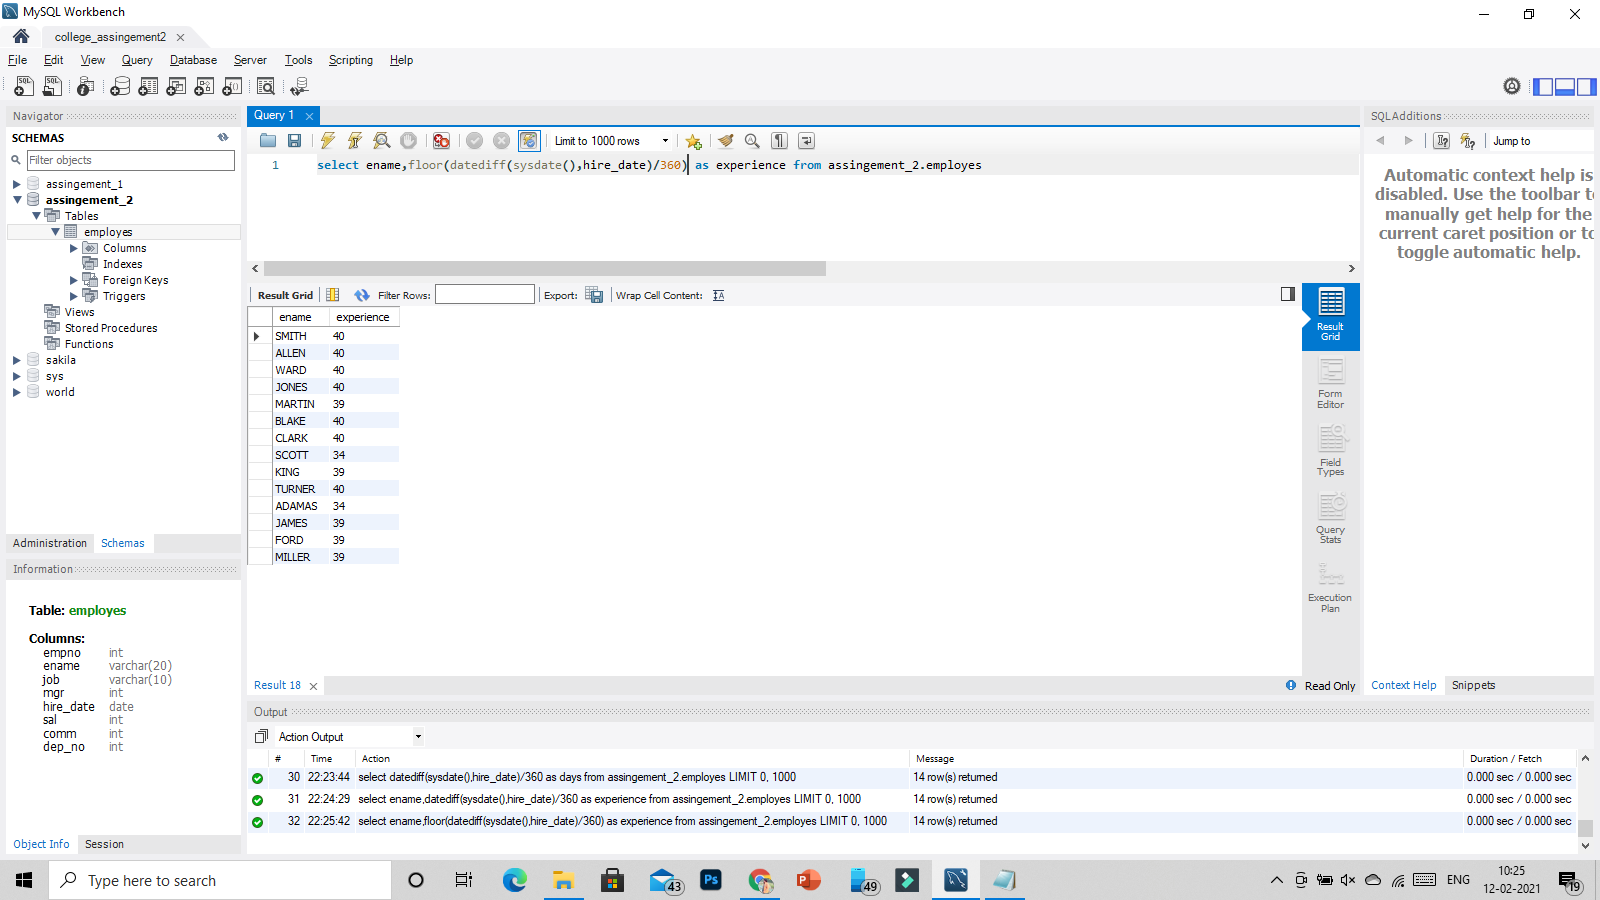 MySQL Workbench
college_assingement2
File Edit View Query Database Server Tools Scripting Help
Navigator
SCHEMAS
Filter objects
assingement_1
assingement_2
Tables
employes
Columns
Indexes
Foreign Keys
Triggers
Views
Stored Procedures
Functions
sakila
sys
world
Administration Schemas
Information
Table: employes
Columns:
empno int
ename varchar(20)
job varchar(10)
mgr int
hire_date date
sal int
comm int
dep_no int
Object Info Session
Query 1
Limit to 1000 rows
1 select ename,floor(datediff(sysdate(),hire_date)/360) as experience from assingement_2.employes
Result Grid Filter Rows: Export: Wrap Cell Content:
ename experience
SMITH 40
ALLEN 40
WARD 40
JONES 40
MARTIN 39
BLAKE 40
CLARK 40
SCOTT 34
KING 39
TURNER 40
ADAMAS 34
JAMES 39
FORD 39
MILLER 39
Result
Grid
Form
Editor
Field
Types
Query
Stats
Execution
Plan
Result 18
Read Only
SQLAdditions
Jump to
Automatic context help is
disabled. Use the toolbar to
manually get help for the
current caret position or to
toggle automatic help.
Context Help Snippets
Output
Action Output
# Time Action Message Duration / Fetch
30 22:23:44 select datediff(sysdate(),hire_date)/360 as days from assingement_2.employes LIMIT 0, 1000 14 row(s) returned 0.000 sec / 0.000 sec
31 22:24:29 select ename,datediff(sysdate(),hire_date)/360 as experience from assingement_2.employes LIMIT 0, 1000 14 row(s) returned 0.000 sec / 0.000 sec
32 22:25:42 select ename,floor(datediff(sysdate(),hire_date)/360) as experience from assingement_2.employes LIMIT 0, 1000 14 row(s) returned 0.000 sec / 0.000 sec
Type here to search
43
Ps
49
ENG
10:25
12-02-2021
19